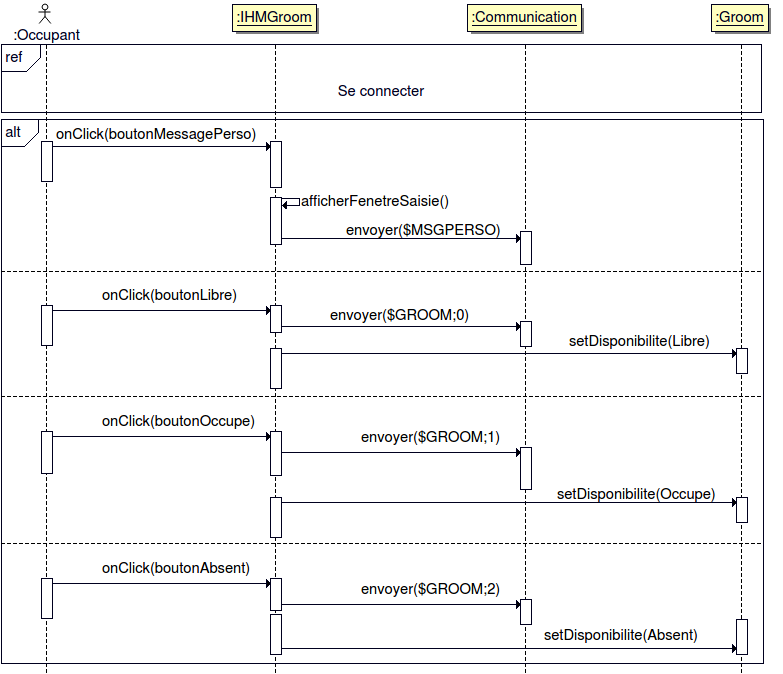 :Occupant
:IHMGroom
:Communication
:Groom
ref
Se connecter
alt
onClick(boutonMessagePerso)
afficherFenetreSaisie()
envoyer($MSGPERSO)
onClick(boutonLibre)
envoyer($GROOM;0)
setDisponibilite(Libre)
onClick(boutonOccupe)
envoyer($GROOM;1)
setDisponibilite(Occupe)
onClick(boutonAbsent)
envoyer($GROOM;2)
setDisponibilite(Absent)